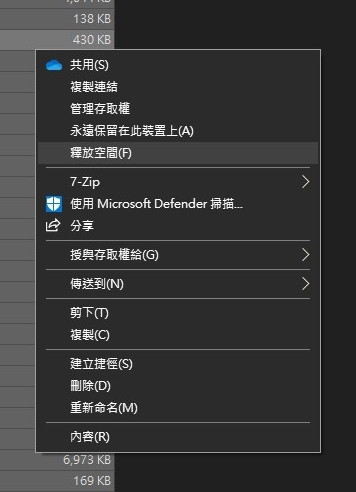 138 KB
430 KB
共用(S)
複製連結
管理存取權
永遠保留在此裝置上(A)
釋放空間(F)
7-Zip
使用 Microsoft Defender 掃描...
分享
授與存取權給(G)
傳送到(N)
剪下(T)
複製(C)
建立捷徑(S)
刪除(D)
重新命名(M)
內容(R)
6,973 KB
169 KB